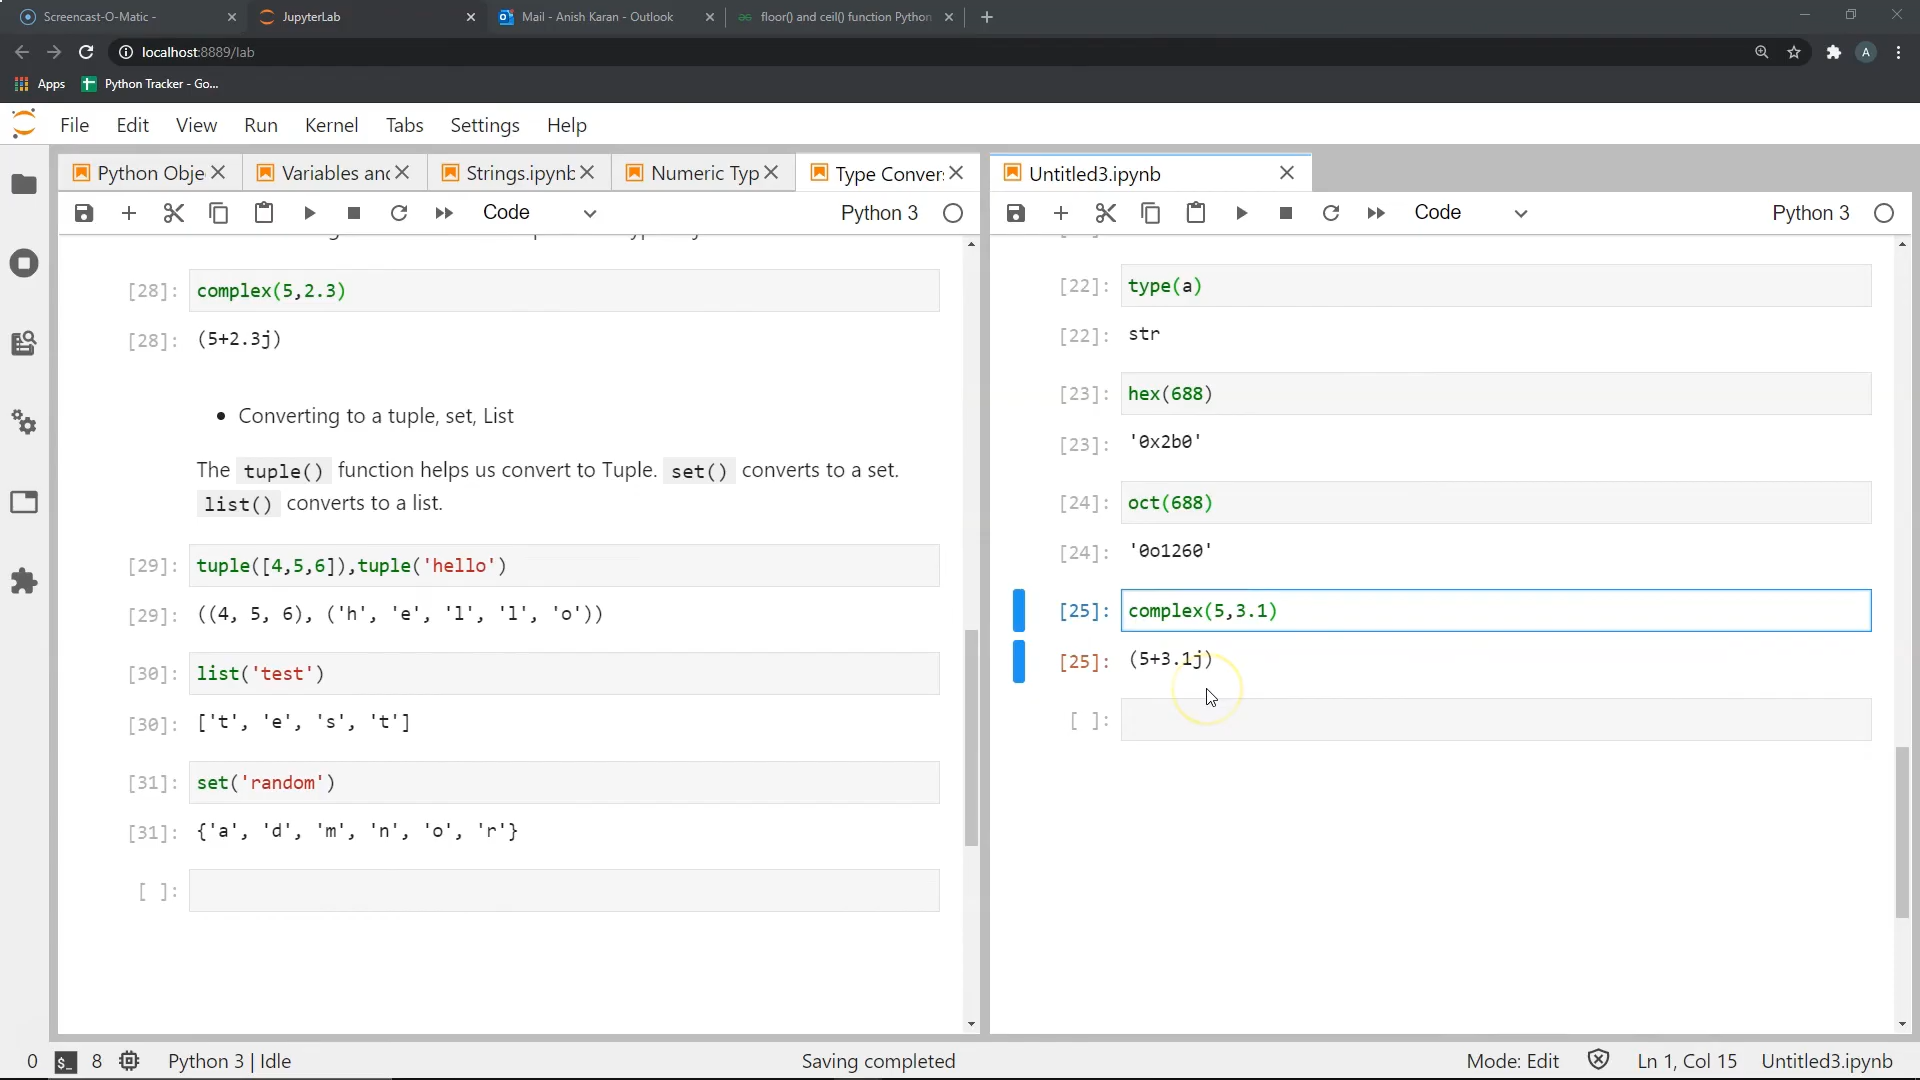 Screencast-O-Matic -
JupyterLab
Mail - Anish Karan - Outlook
floor() and ceil() function Python
localhost:8889/lab
A
Apps
Python Tracker - Go...
File Edit View Run Kernel Tabs Settings Help
Python Obje
Variables and
Strings.ipynb
Numeric Typ
Type Conver
Untitled3.ipynb
Code
Python 3
Code
Python 3
[28]: complex(5,2.3)
[28]: (5+2.3j)
• Converting to a tuple, set, List
The tuple() function helps us convert to Tuple. set() converts to a set.
list() converts to a list.
[29]: tuple([4,5,6]),tuple('hello')
[29]: ((4, 5, 6), ('h', 'e', 'l', 'l', 'o'))
[30]: list('test')
[30]: ['t', 'e', 's', 't']
[31]: set('random')
[31]: {'a', 'd', 'm', 'n', 'o', 'r'}
[ ]:
[22]: type(a)
[22]: str
[23]: hex(688)
[23]: '0x2b0'
[24]: oct(688)
[24]: '0o1260'
[25]: complex(5,3.1)
[25]: (5+3.1j)
[ ]:
0 $_ 8 Python 3 | Idle
Saving completed
Mode: Edit
Ln 1, Col 15
Untitled3.ipynb